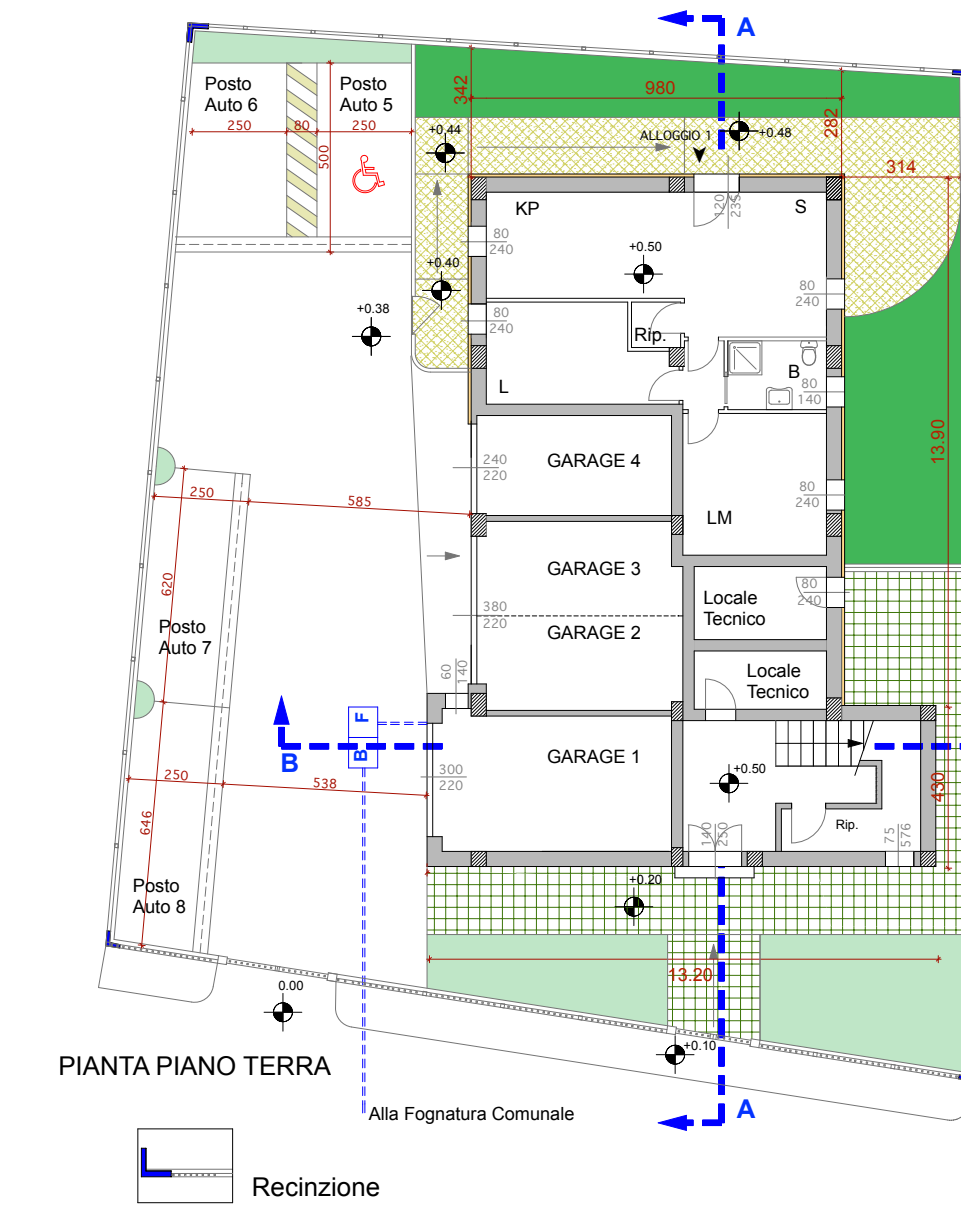 A
Posto
Auto 6
Posto
Auto 5
342
980
282
250
80
250
500
+0.44
ALLOGGIO 1
+0.48
314
120
235
KP
S
80
240
+0.50
+0.40
+0.38
80
240
80
240
Rip.
L
B
80
140
240
220
GARAGE 4
13.90
250
585
80
240
LM
GARAGE 3
620
380
220
GARAGE 2
Locale
Tecnico
80
240
Posto
Auto 7
60
140
Locale
Tecnico
F
B
B
GARAGE 1
+0.50
300
220
250
538
430
646
140
250
Rip.
75
576
Posto
Auto 8
+0.20
13.20
0.00
+0.10
PIANTA PIANO TERRA
Alla Fognatura Comunale
A
Recinzione